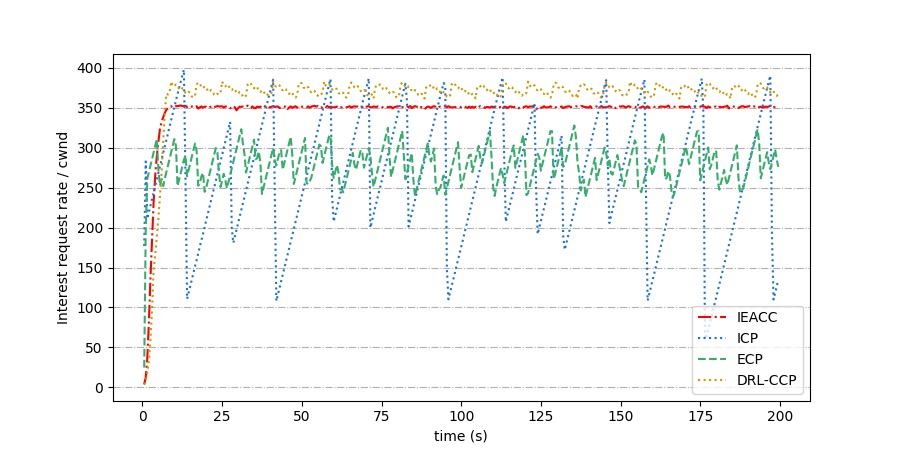 Interest request rate / cwnd
400
350
300
250
200
150
100
50
0
0 25 50 75 100 125 150 175 200
time (s)
IEACC
ICP
ECP
DRL-CCP